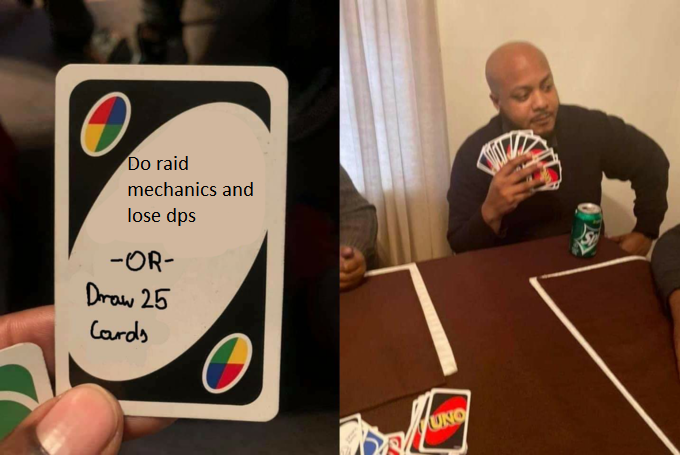 Do raid
mechanics and
lose dps
-OR-
Draw 25
Cards
UNO